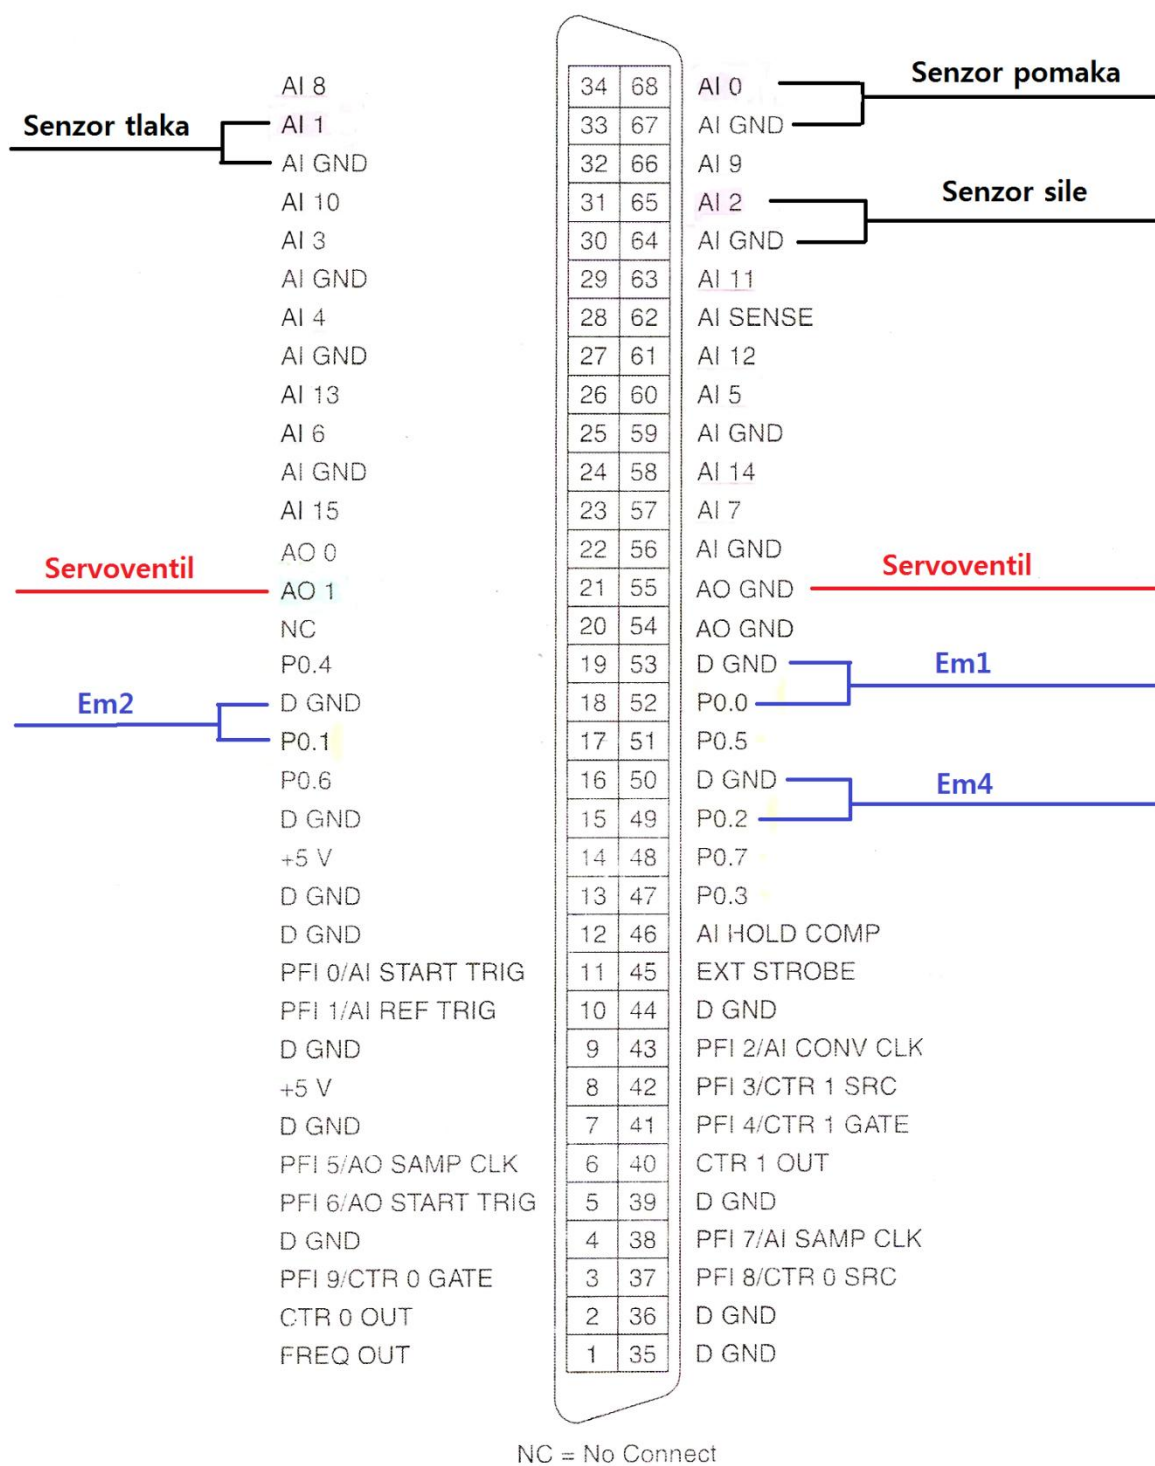 AI 8 34 68 AI 0 Senzor pomaka
Senzor tlaka AI 1 33 67 AI GND
AI GND 32 66 AI 9
AI 10 31 65 AI 2 Senzor sile
AI 3 30 64 AI GND
AI GND 29 63 AI 11
AI 4 28 62 AI SENSE
AI GND 27 61 AI 12
AI 13 26 60 AI 5
AI 6 25 59 AI GND
AI GND 24 58 AI 14
AI 15 23 57 AI 7
AO 0 22 56 AI GND
Servoventil AO 1 21 55 AO GND Servoventil
NC 20 54 AO GND
P0.4 19 53 D GND Em1
Em2 D GND 18 52 P0.0
P0.1 17 51 P0.5
P0.6 16 50 D GND Em4
D GND 15 49 P0.2
+5 V 14 48 P0.7
D GND 13 47 P0.3
D GND 12 46 AI HOLD COMP
PFI 0/AI START TRIG 11 45 EXT STROBE
PFI 1/AI REF TRIG 10 44 D GND
D GND 9 43 PFI 2/AI CONV CLK
+5 V 8 42 PFI 3/CTR 1 SRC
D GND 7 41 PFI 4/CTR 1 GATE
PFI 5/AO SAMP CLK 6 40 CTR 1 OUT
PFI 6/AO START TRIG 5 39 D GND
D GND 4 38 PFI 7/AI SAMP CLK
PFI 9/CTR 0 GATE 3 37 PFI 8/CTR 0 SRC
CTR 0 OUT 2 36 D GND
FREQ OUT 1 35 D GND
NC = No Connect